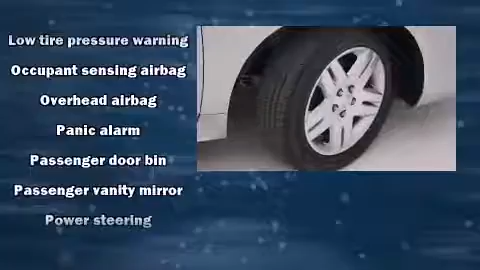 Low tire pressure warning
Occupant sensing airbag
Overhead airbag
Panic alarm
Passenger door bin
Passenger vanity mirror
Power steering